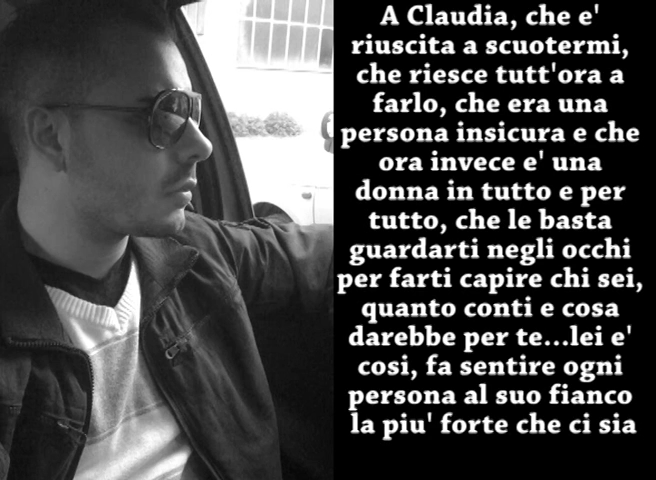 A Claudia, che e'
riuscita a scuotermi,
che riesce tutt'ora a
farlo, che era una
persona insicura e che
ora invece e' una
donna in tutto e per
tutto, che le basta
guardarti negli occhi
per farti capire chi sei,
quanto conti e cosa
darebbe per te...lei e'
cosi, fa sentire ogni
persona al suo fianco
la piu' forte che ci sia